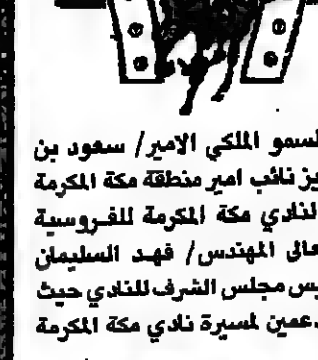 لسمو الملكي الامير/ سعود بن
يز نائب امير منطقة مكة المكرمة
لنادي مكة المكرمة للفروسية
عالى المهندس/ فهد السليمان
يس مجلس الشرف للنادي حيث
دعمين لمسيرة نادي مكة المكرمة